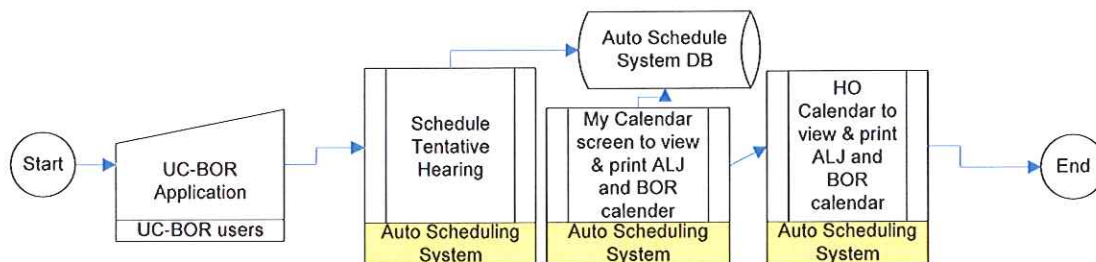 Start
UC-BOR
Application
UC-BOR users
Schedule
Tentative
Hearing
Auto Scheduling
System
Auto Schedule
System DB
My Calendar
screen to view
& print ALJ
and BOR
calender
Auto Scheduling
System
HO
Calendar to
view & print
ALJ and
BOR
calendar
Auto Scheduling
System
End